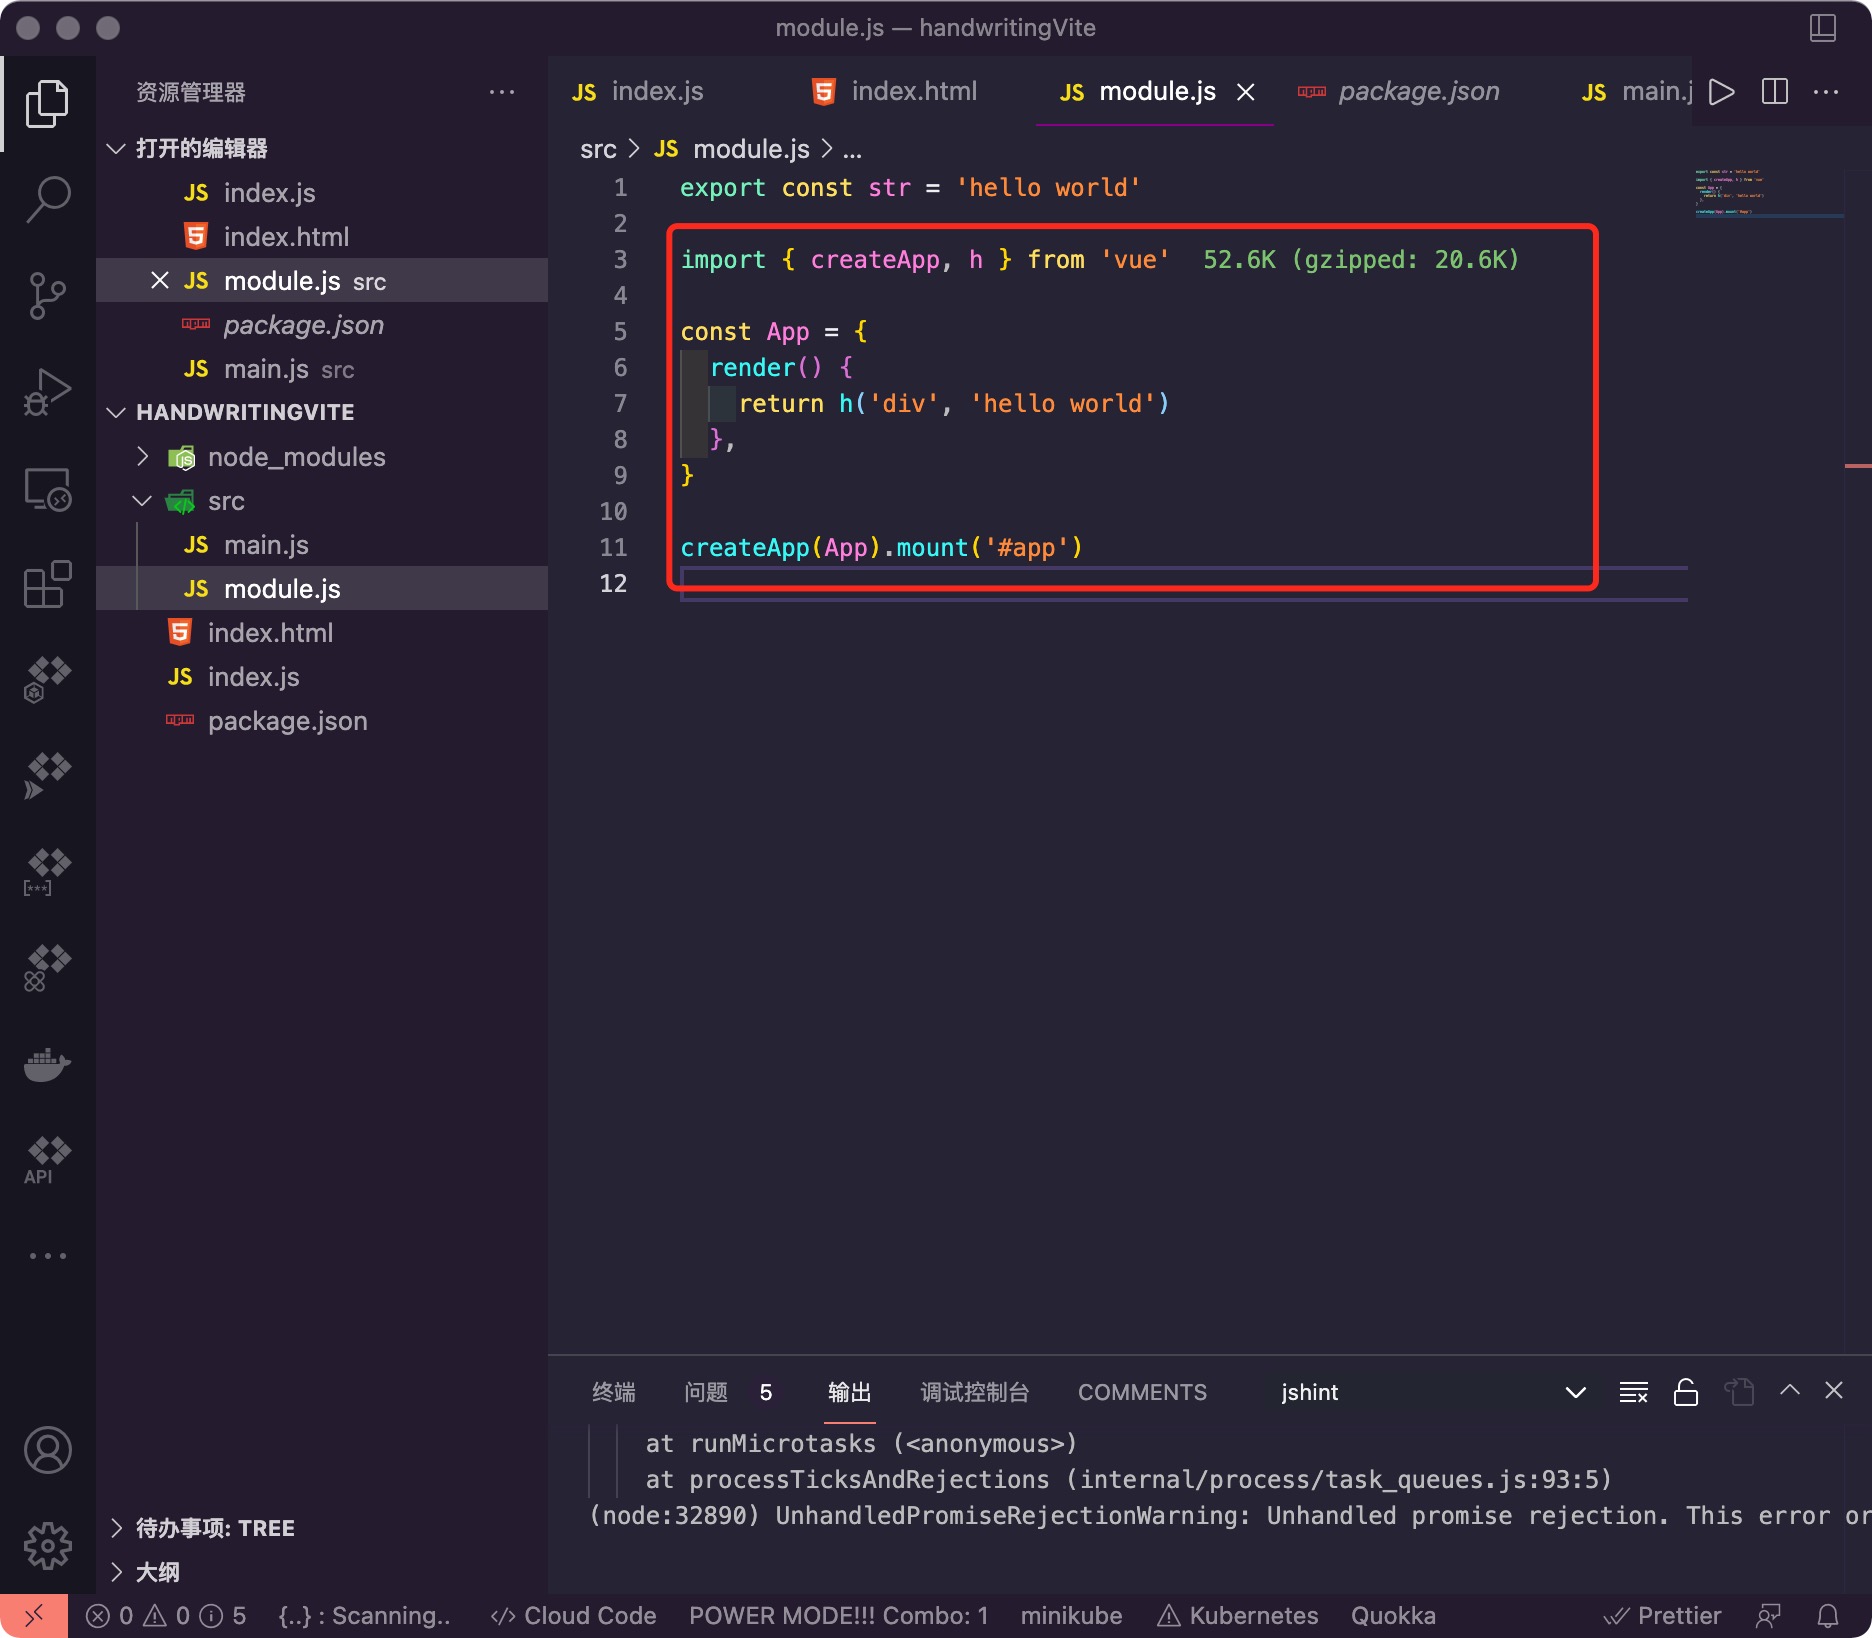 module.js — handwritingVite
资源管理器
打开的编辑器
JS index.js
index.html
JS module.js src
package.json
JS main.js src
HANDWRITINGVITE
node_modules
src
JS main.js
JS module.js
index.html
JS index.js
package.json
待办事项: TREE
大纲
API
JS index.js
index.html
JS module.js
package.json
JS main.j
src > JS module.js > ...
1 export const str = 'hello world'
2
3 import { createApp, h } from 'vue' 52.6K (gzipped: 20.6K)
4
5 const App = {
6 render() {
7 return h('div', 'hello world')
8 },
9 }
10
11 createApp(App).mount('#app')
12
终端 问题 5 输出 调试控制台 COMMENTS jshint
at runMicrotasks (<anonymous>)
at processTicksAndRejections (internal/process/task_queues.js:93:5)
(node:32890) UnhandledPromiseRejectionWarning: Unhandled promise rejection. This error or
0 0 5 {..} : Scanning.. </> Cloud Code POWER MODE!!! Combo: 1 minikube Kubernetes Quokka Prettier